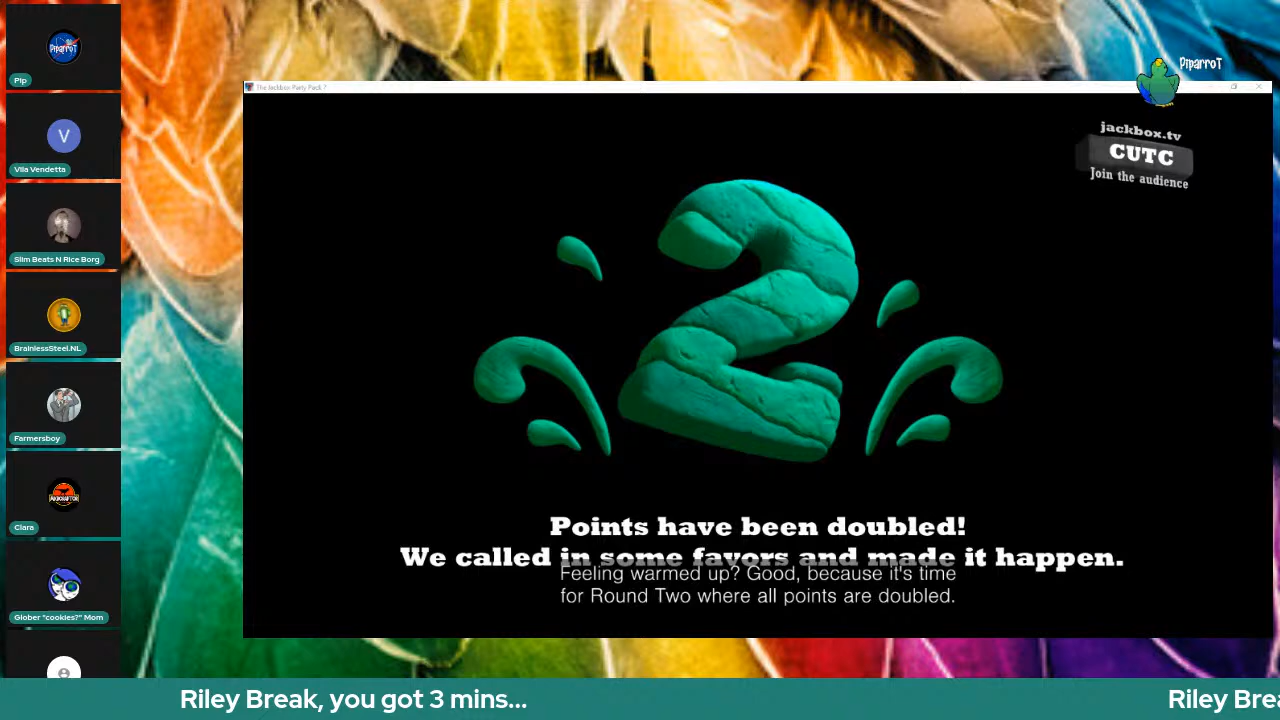 Pip
PiparroT
Vila Vendetta
Slim Beats N Rice Borg
BrainlessSteel.NL
Farmersboy
Clara
Glober "cookies?" Mom
The Jackbox Party Pack 7
PiparroT
jackbox.tv
CUTC
Join the audience
2
Points have been doubled!
We called in some favors and made it happen.
Feeling warmed up? Good, because it's time
for Round Two where all points are doubled.
V
Riley Break, you got 3 mins...
Riley Brea